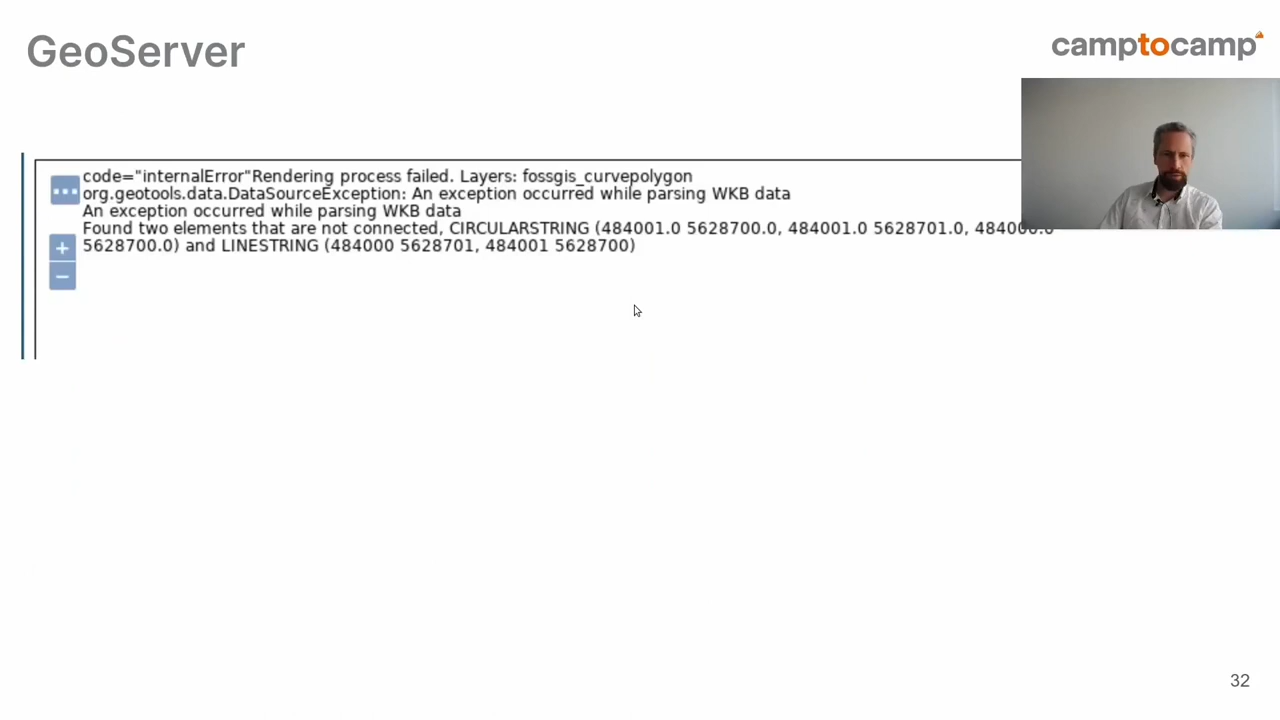 GeoServer
camptocamp
code="internalError"Rendering process failed. Layers: fossgis_curvepolygon
org.geotools.data.DataSourceException: An exception occurred while parsing WKB data
An exception occurred while parsing WKB data
Found two elements that are not connected, CIRCULARSTRING (484001.0 5628700.0, 484001.0 5628701.0, 484000.0
5628700.0) and LINESTRING (484000 5628701, 484001 5628700)
32